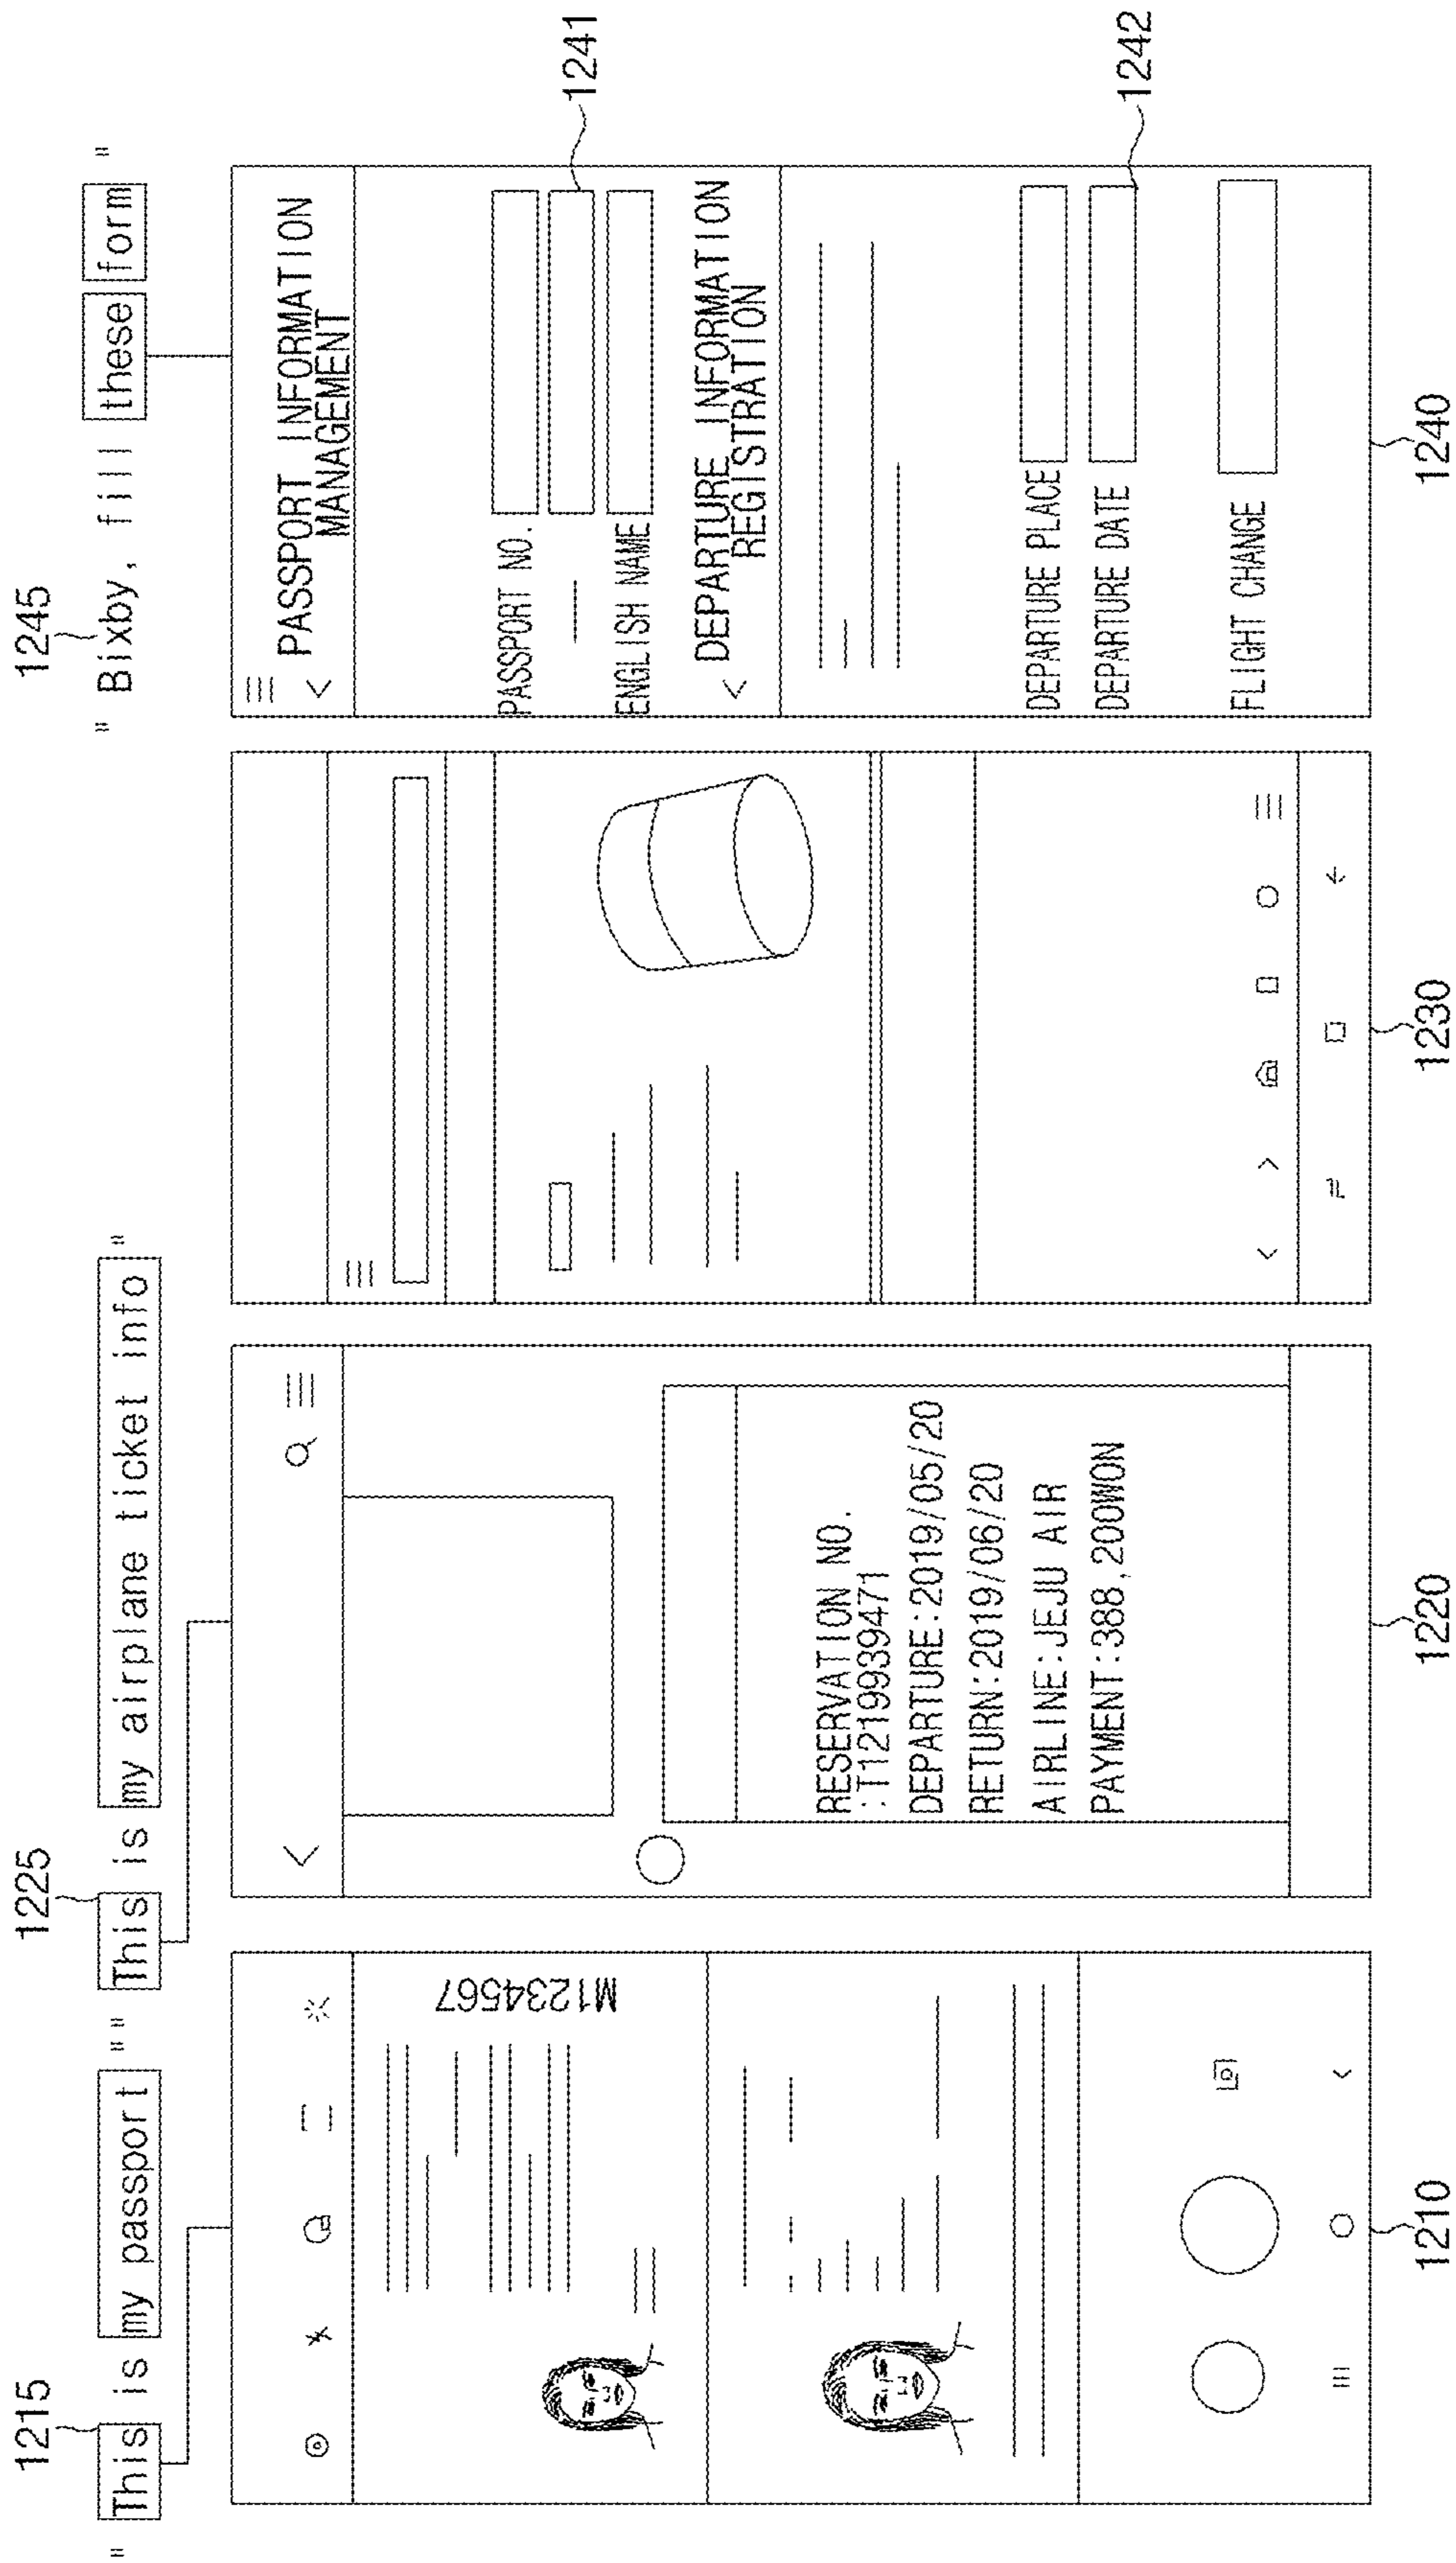 1215
1225
1245
" This is my passport "
" This is my airplane ticket info "
" Bixby, fill these form "
M1234567
1210
RESERVATION NO.
:T1219939471
DEPARTURE:2019/05/20
RETURN:2019/06/20
AIRLINE:JEJU AIR
PAYMENT:388,200WON
1220
1230
PASSPORT INFORMATION
MANAGEMENT
PASSPORT NO.
ENGLISH NAME
1241
DEPARTURE INFORMATION
REGISTRATION
DEPARTURE PLACE
DEPARTURE DATE
1242
FLIGHT CHANGE
1240